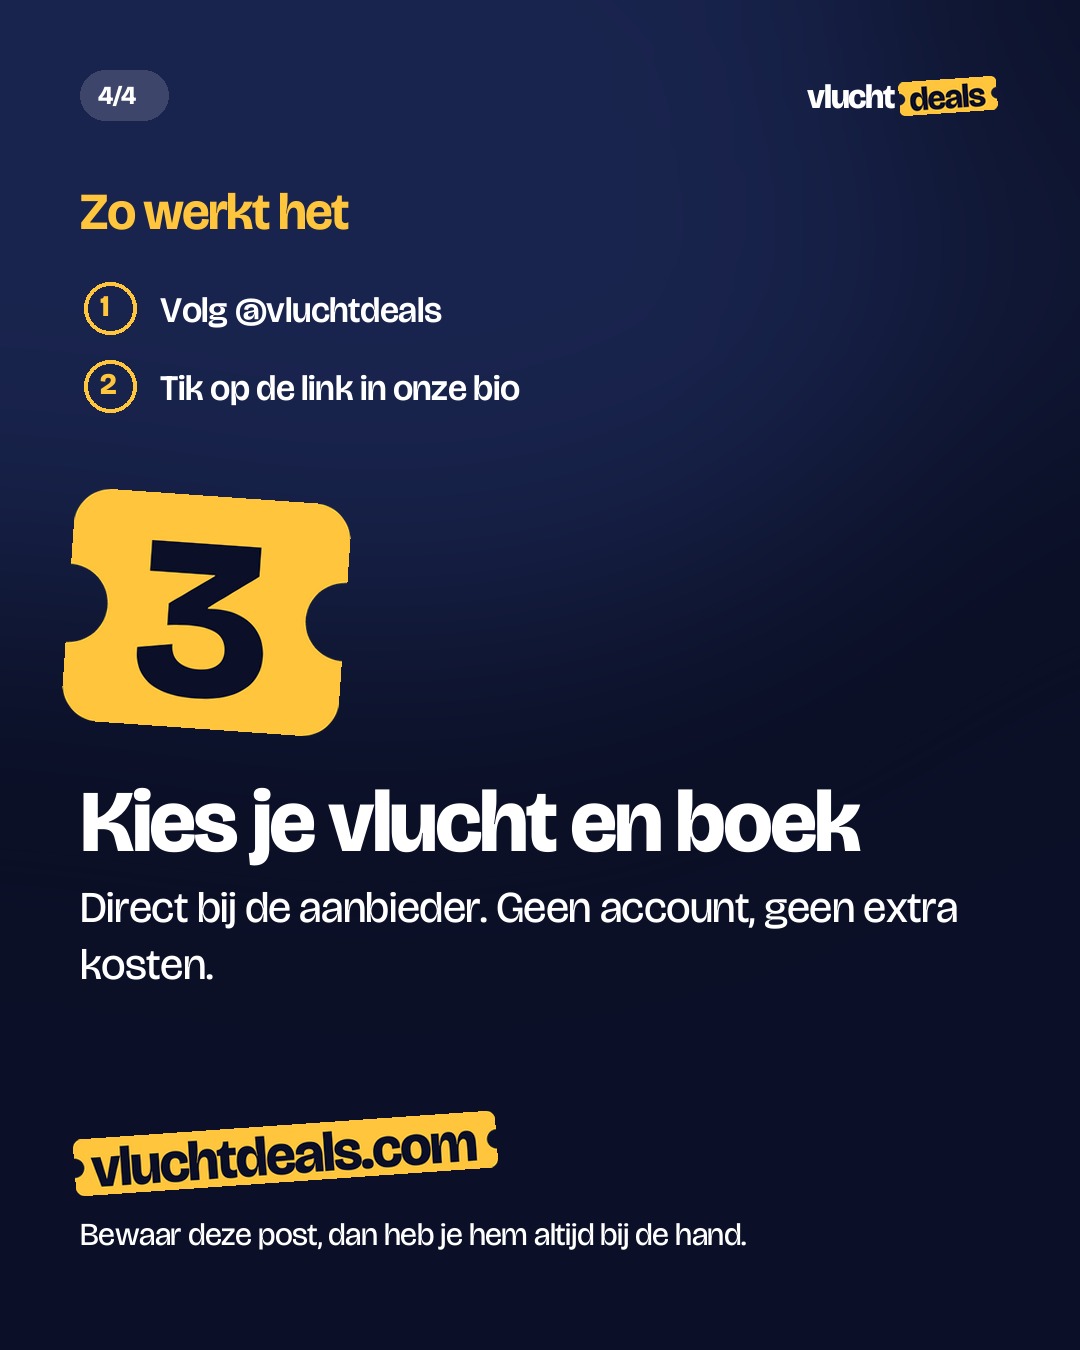 4/4
vlucht deals
Zo werkt het
1 Volg @vluchtdeals
2 Tik op de link in onze bio
3
Kies je vlucht en boek
Direct bij de aanbieder. Geen account, geen extra
kosten.
vluchtdeals.com
Bewaar deze post, dan heb je hem altijd bij de hand.